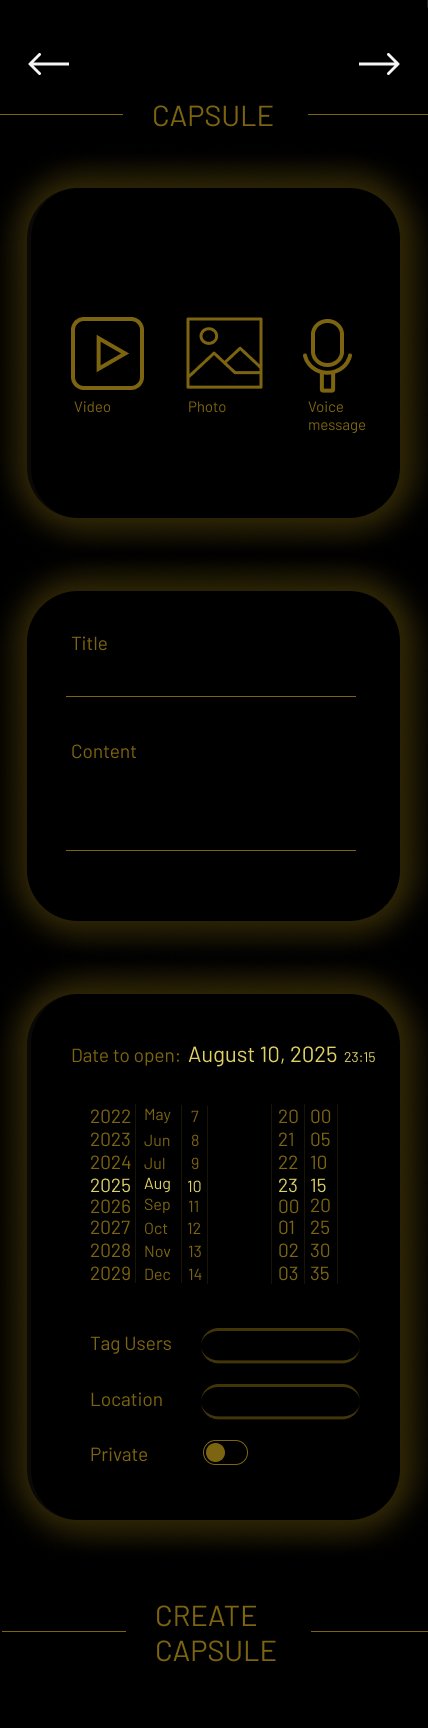 CAPSULE
Video Photo Voice
message
Title
Content
Date to open: August 10, 2025 23:15
2022 May 7 20 00
2023 Jun 8 21 05
2024 Jul 9 22 10
2025 Aug 10 23 15
2026 Sep 11 00 20
2027 Oct 12 01 25
2028 Nov 13 02 30
2029 Dec 14 03 35
Tag Users
Location
Private
CREATE
CAPSULE